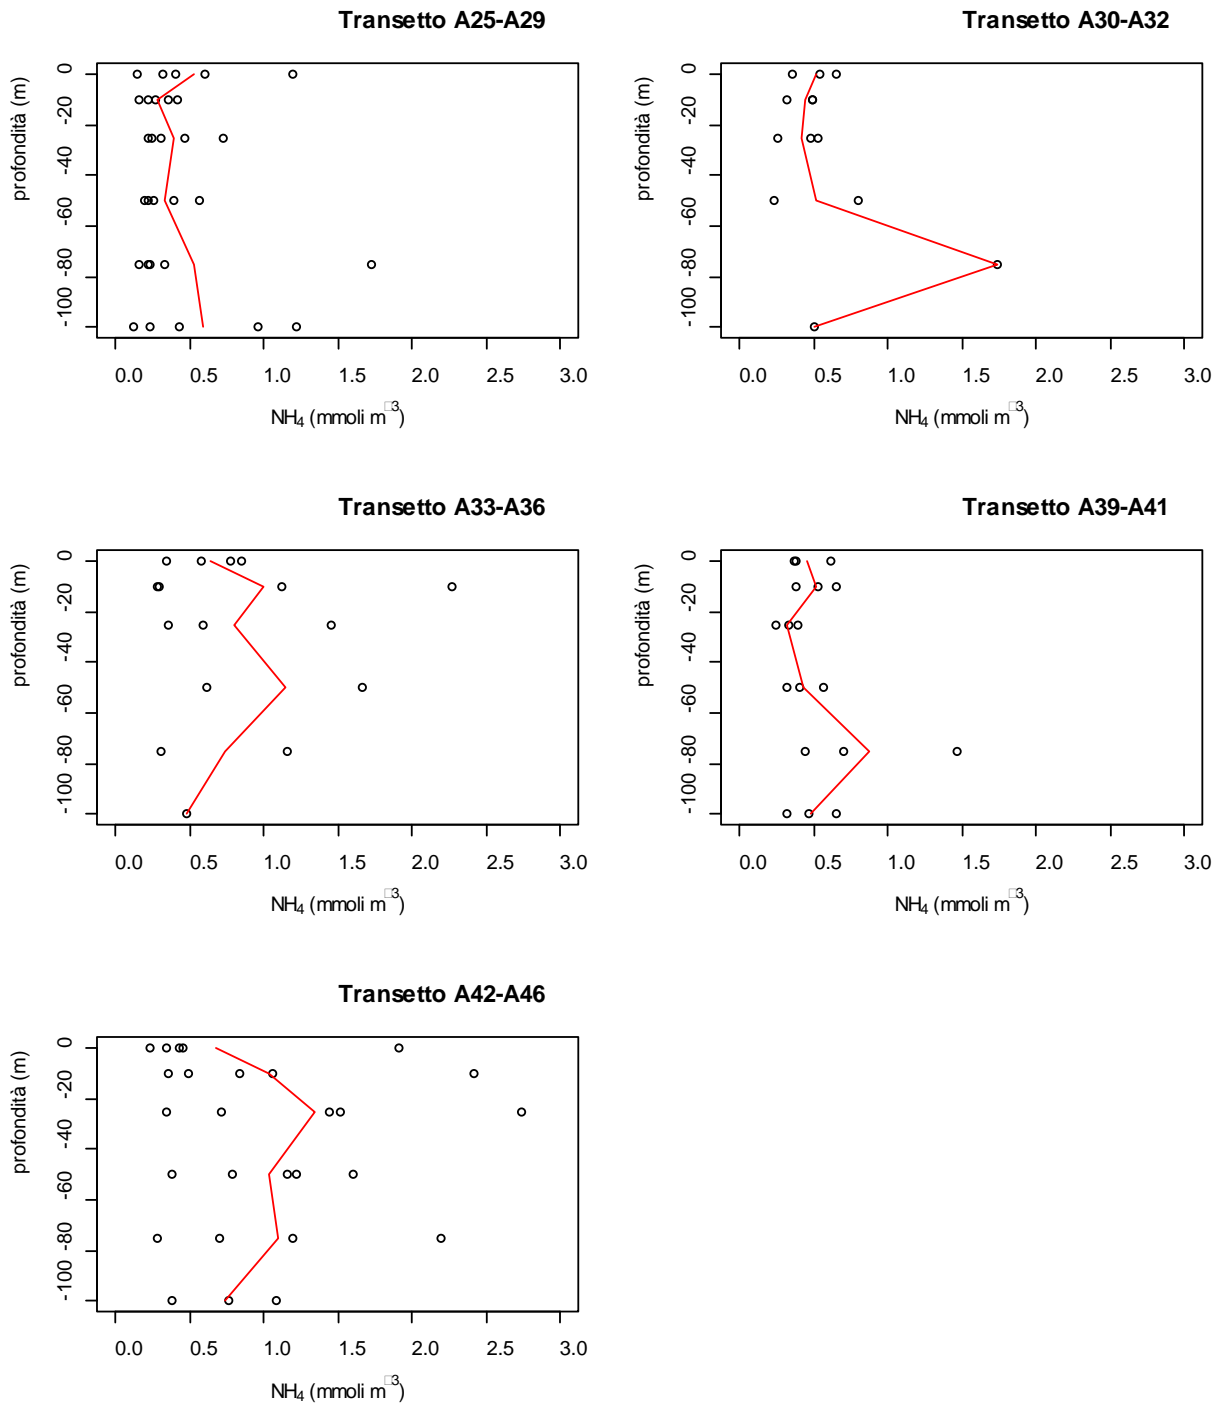 Transetto A25-A29
profondità (m)
0
-20
-40
-60
-80
-100
0.0 0.5 1.0 1.5 2.0 2.5 3.0
NH₄ (mmoli m□³)
Transetto A30-A32
profondità (m)
0
-20
-40
-60
-80
-100
0.0 0.5 1.0 1.5 2.0 2.5 3.0
NH₄ (mmoli m□³)
Transetto A33-A36
profondità (m)
0
-20
-40
-60
-80
-100
0.0 0.5 1.0 1.5 2.0 2.5 3.0
NH₄ (mmoli m□³)
Transetto A39-A41
profondità (m)
0
-20
-40
-60
-80
-100
0.0 0.5 1.0 1.5 2.0 2.5 3.0
NH₄ (mmoli m□³)
Transetto A42-A46
profondità (m)
0
-20
-40
-60
-80
-100
0.0 0.5 1.0 1.5 2.0 2.5 3.0
NH₄ (mmoli m□³)